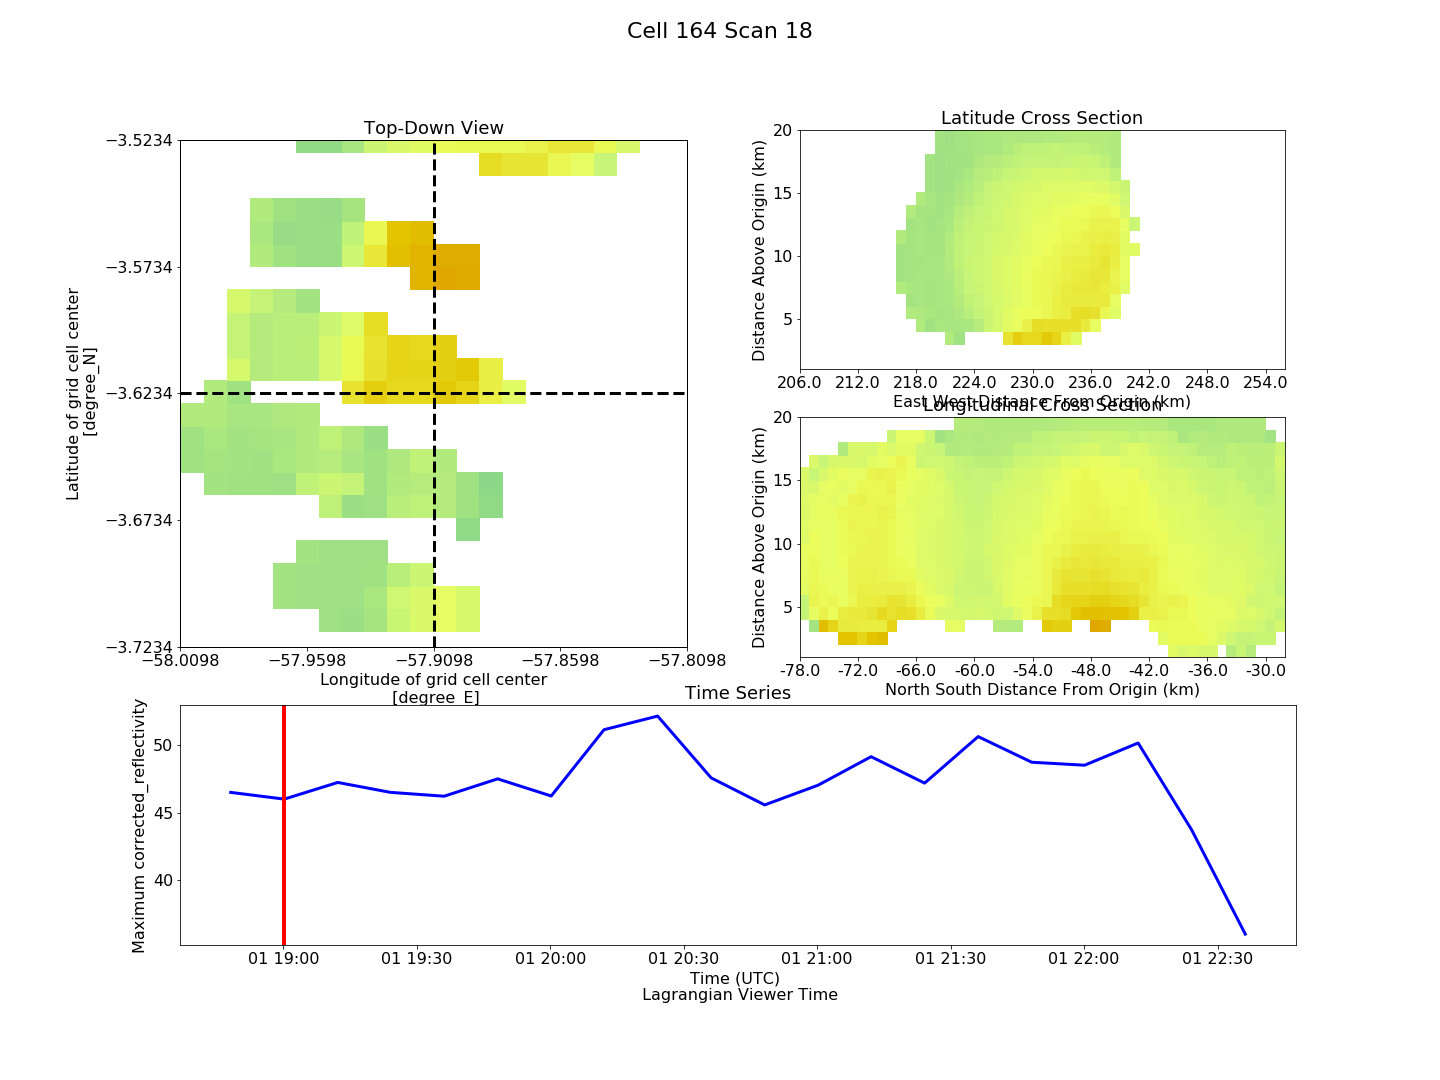 Cell 164 Scan 18
Top-Down View
−3.5234
−3.5734
−3.6234
−3.6734
−3.7234
Latitude of grid cell center
[degree_N]
−58.0098 −57.9598 −57.9098 −57.8598 −57.8098
Longitude of grid cell center
[degree_E]
Latitude Cross Section
20
15
10
5
Distance Above Origin (km)
206.0 212.0 218.0 224.0 230.0 236.0 242.0 248.0 254.0
East West Distance From Origin (km)
Longitudinal Cross Section
20
15
10
5
Distance Above Origin (km)
-78.0 -72.0 -66.0 -60.0 -54.0 -48.0 -42.0 -36.0 -30.0
North South Distance From Origin (km)
Time Series
50
45
40
Maximum corrected_reflectivity
01 19:00 01 19:30 01 20:00 01 20:30 01 21:00 01 21:30 01 22:00 01 22:30
Time (UTC)
Lagrangian Viewer Time